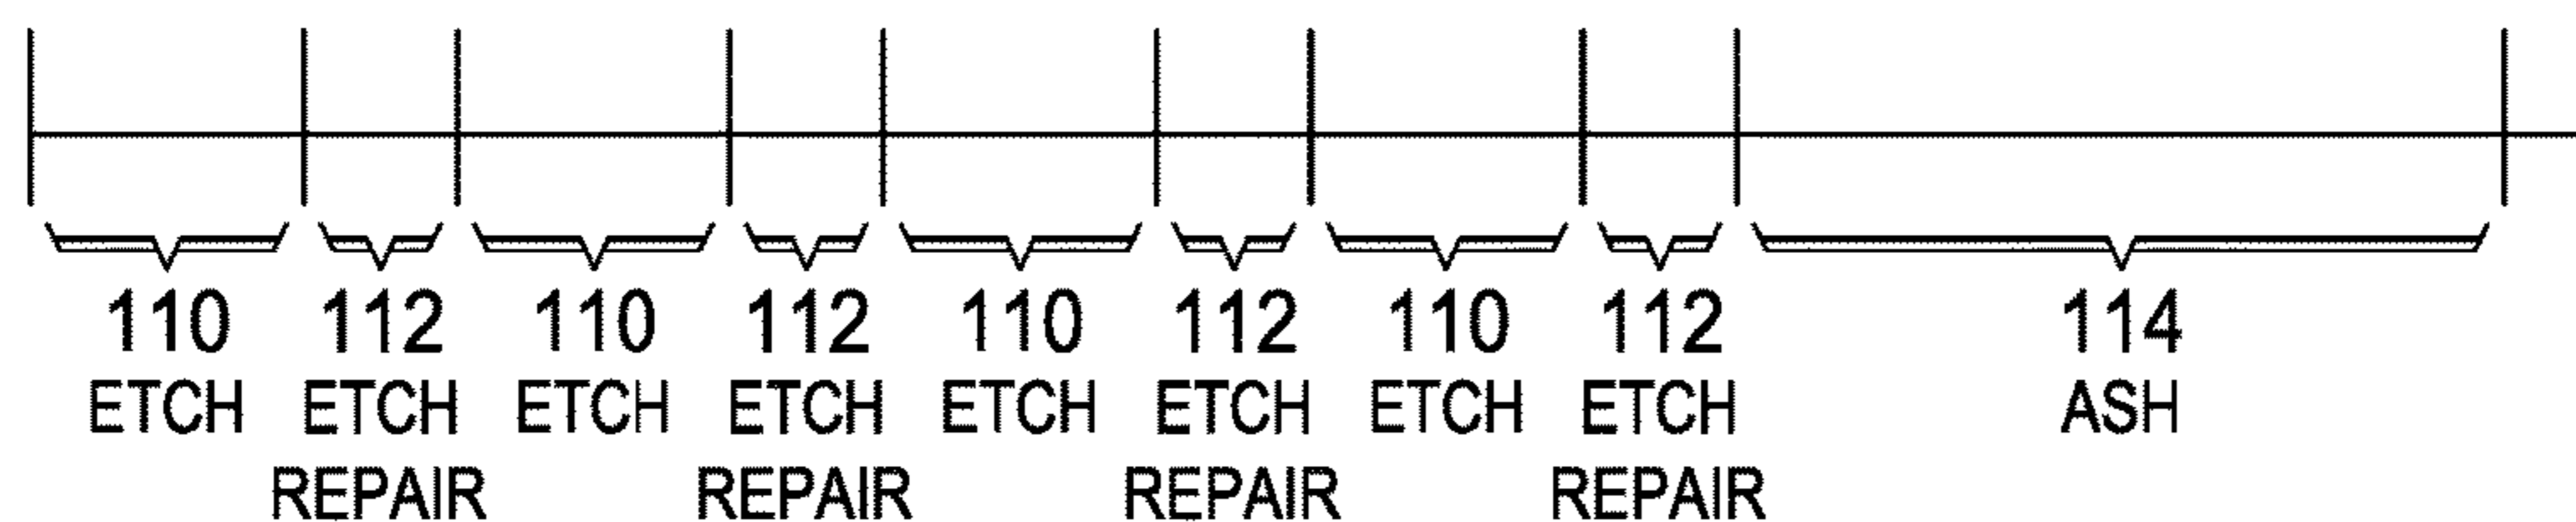 110 112 110 112 110 112 110 112 114
ETCH ETCH ETCH ETCH ETCH ETCH ETCH ETCH ASH
REPAIR REPAIR REPAIR REPAIR